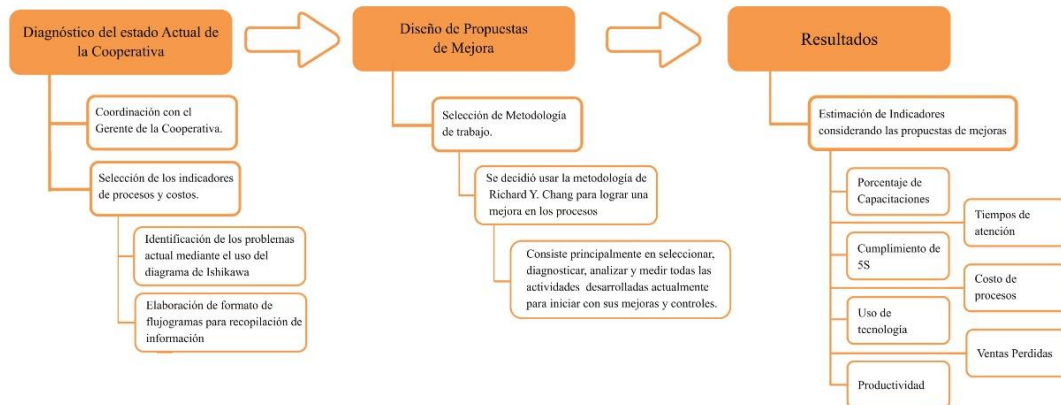 Diagnóstico del estado Actual de
la Cooperativa
Coordinación con el
Gerente de la Cooperativa.
Selección de los indicadores
de procesos y costos.
Identificación de los problemas
actual mediante el uso del
diagrama de Ishikawa
Elaboración de formato de
flujogramas para recopilación de
información
Diseño de Propuestas
de Mejora
Selección de Metodología
de trabajo.
Se decidió usar la metodología de
Richard Y. Chang para lograr una
mejora en los procesos
Consiste principalmente en seleccionar,
diagnosticar, analizar y medir todas las
actividades desarrolladas actualmente
para iniciar con sus mejoras y controles.
Resultados
Estimación de Indicadores
considerando las propuestas de mejoras
Porcentaje de
Capacitaciones
Tiempos de
atención
Cumplimiento de
5S
Costo de
procesos
Uso de
tecnología
Ventas Perdidas
Productividad